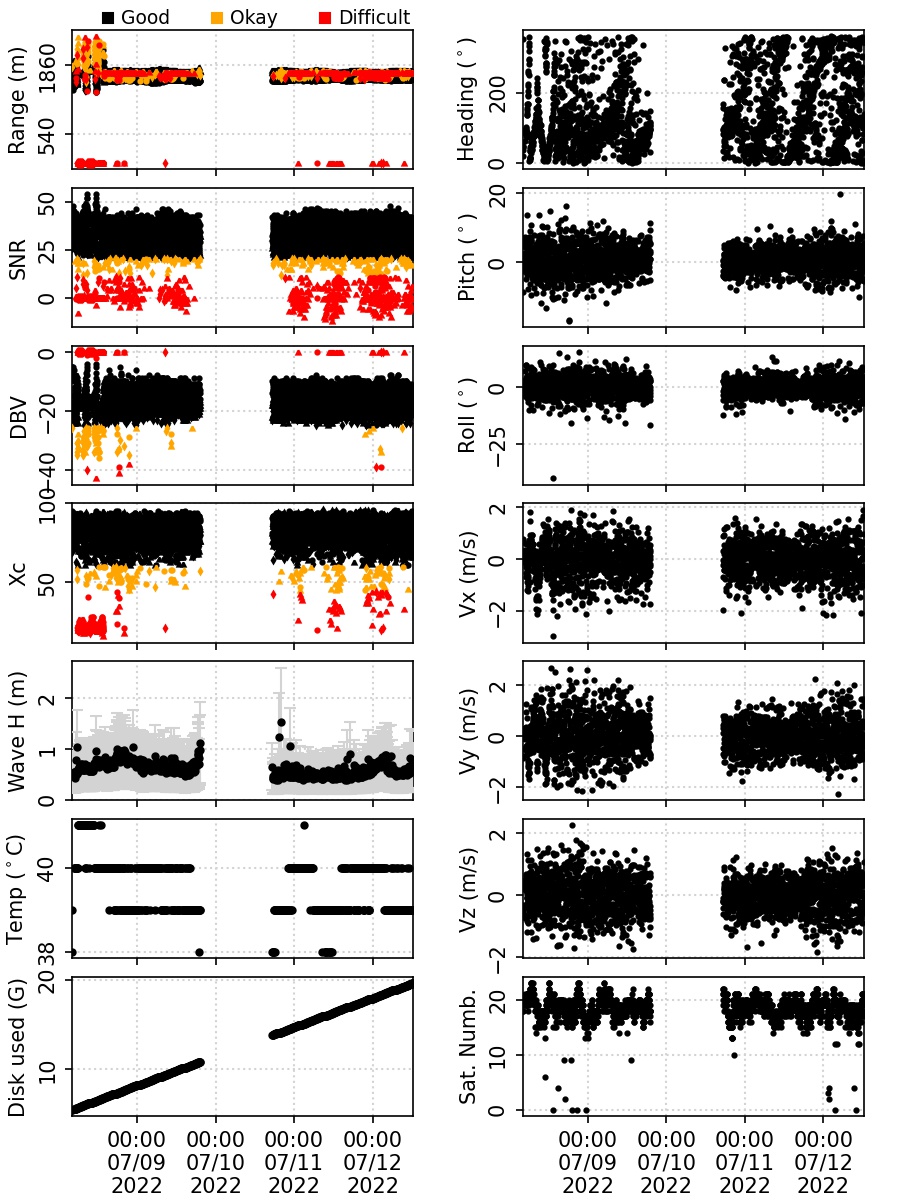 Good Okay Difficult
Range (m)
1860
540
Heading (°)
200
0
SNR
50
25
0
Pitch (°)
20
0
DBV
0
−20
−40
Roll (°)
0
−25
Xc
100
50
Vx (m/s)
2
0
−2
Wave H (m)
2
1
0
Vy (m/s)
2
0
−2
Temp (°C)
40
38
Vz (m/s)
2
0
−2
Disk used (G)
20
10
Sat. Numb.
20
10
0
00:00 00:00 00:00 00:00
07/09 07/10 07/11 07/12
2022 2022 2022 2022
00:00 00:00 00:00 00:00
07/09 07/10 07/11 07/12
2022 2022 2022 2022